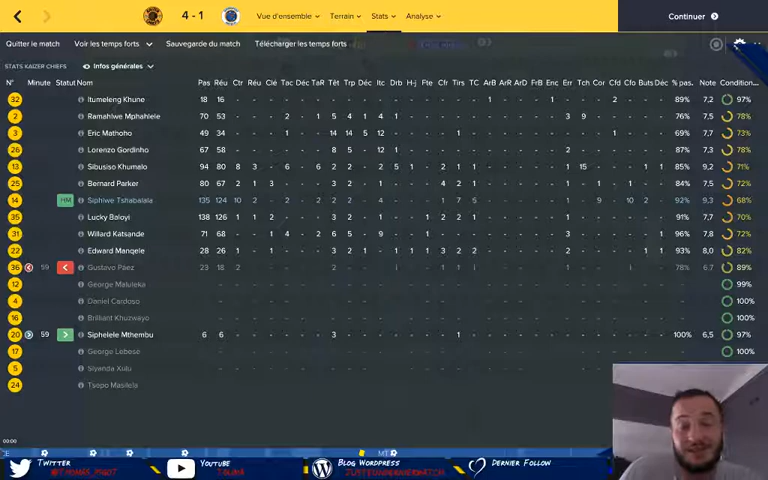 4 - 1
Vue d'ensemble Terrain Stats Analyse Continuer
Quitter le match Voir les temps forts Sauvegarde du match Télécharger les temps forts
STATS KAIZER CHIEFS Infos générales
N° Minute Statut Nom Pas Réu Ctr Réu Clé Tac Déc TaR Têt Trp Déc Itc Drb H-j Fte Cfr Tirs TC ArB ArR ArD FrB Enc Err Tch Cor Cfd Cfo Buts Déc % pas. Note Condition...
32 Itumeleng Khune 18 16 - - - - - - - - - - - - - - - - 1 - - - 1 - - - 2 - - - 89% 7,2 97%
2 Ramahlwe Mphahlele 70 53 - - - 2 - 1 5 4 1 4 1 - - - - - - - - - - 3 9 - - - - - 76% 7,5 78%
3 Eric Mathoho 49 34 - - - 1 - - 14 14 5 12 - - - - 1 - - - - - - - - - - - - - 69% 7,7 73%
26 Lorenzo Gordinho 67 58 - - - - - - 8 5 - 12 1 - - - - - - - - - - 2 - - - - - - 87% 7,3 78%
13 Sibusiso Khumalo 94 80 8 3 - 6 - 6 2 2 - 1 5 1 - 2 1 1 - - - - - 2 15 - - - 1 1 85% 9,2 71%
25 Bernard Parker 80 67 2 1 3 - - - 3 2 - 1 - - - 4 2 1 - - - - - 1 - 1 - 1 - - 84% 7,5 72%
14 HM Siphiwe Tshabalala 135 124 10 2 - - - - 2 2 - 4 - - - 1 7 5 - - - - - - - 9 - 10 2 - 92% 9,3 68%
35 Lucky Baloyi 138 126 1 1 2 - - - 3 2 - 1 - - 1 2 2 1 - - - - - 1 - - 1 - - - 91% 7,7 70%
31 Willard Katsande 71 68 - - 1 4 - 2 6 5 - 9 - - 1 - 1 - - - - - - 3 - - - - - - 96% 7,8 72%
22 Edward Manqele 28 26 1 - - - - - 3 2 1 - 1 1 1 3 2 2 - - - - - 2 - - - - 1 1 93% 8,0 82%
36 59 Gustavo Páez 23 18 2 78% 6.7 89%
12 George Maluleka 99%
4 Daniel Cardoso 100%
16 Brilliant Khuzwayo 100%
20 59 Siphelele Mthembu 6 6 - - - - - - 3 - - - - - - - 1 - - - - - - - - - - - - - 100% 6,5 97%
17 George Lebese 100%
5 Siyanda Xulu
24 Tsepo Masilela
00:00
MT
Twitter Youtube Blog Wordpress Dernier Follow